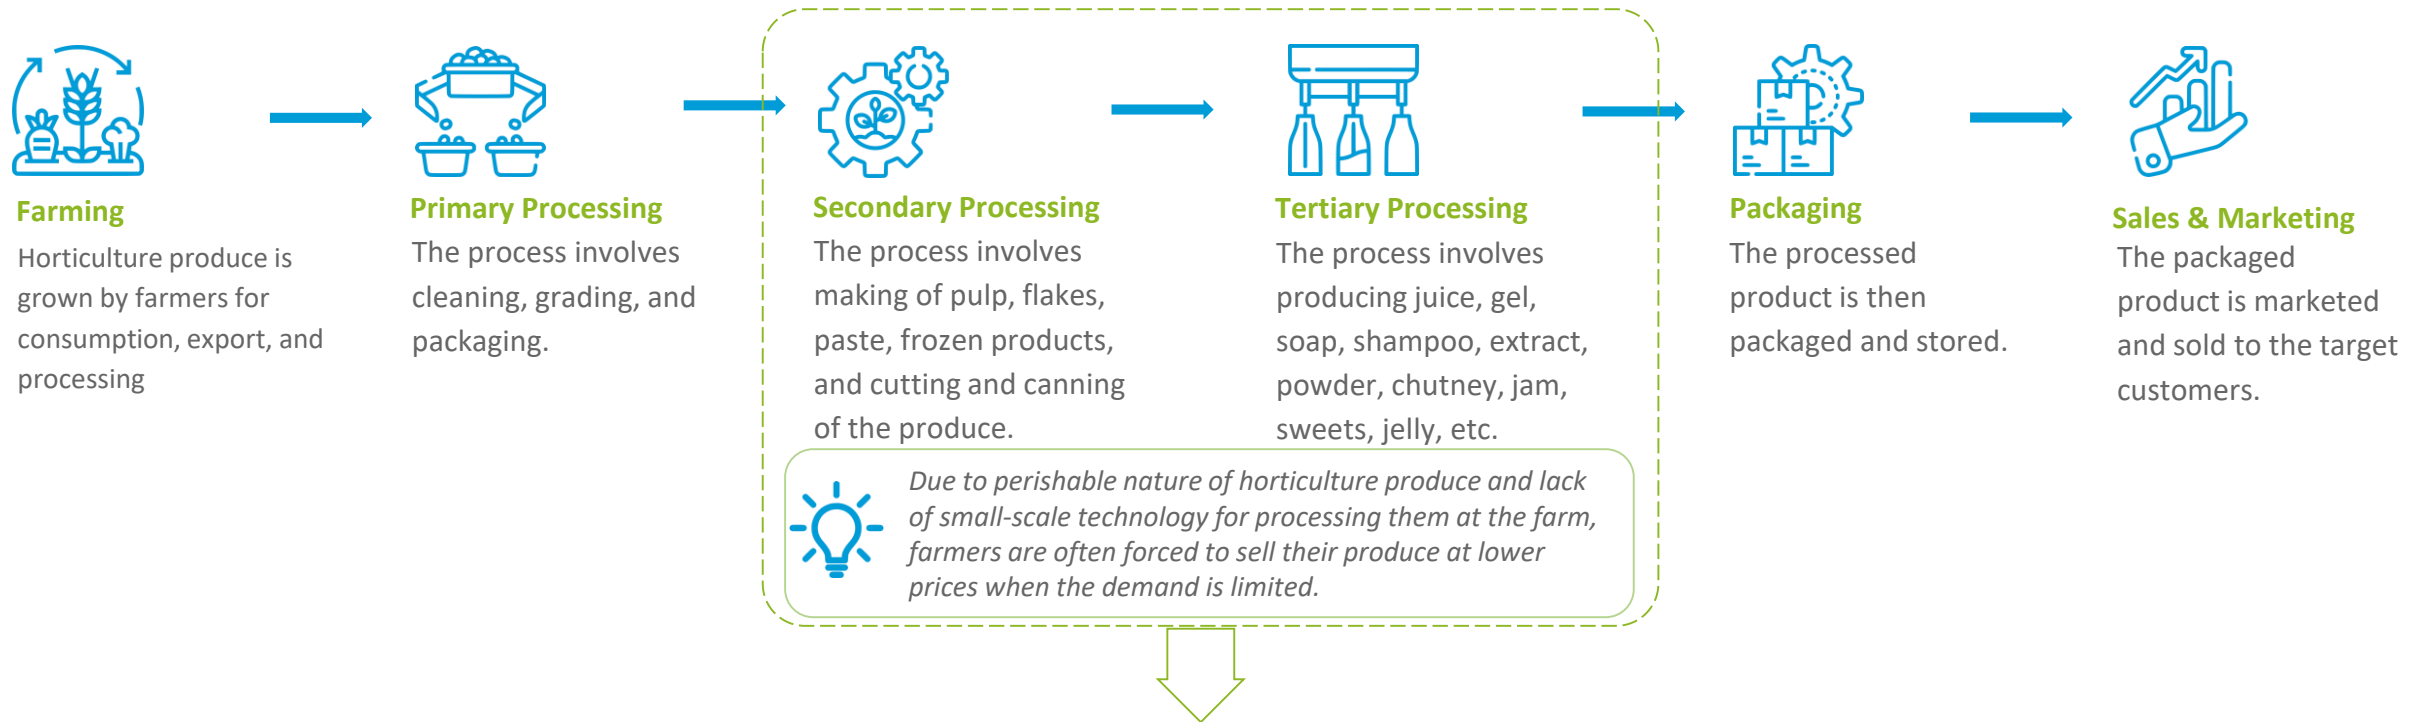 Farming
Horticulture produce is
grown by farmers for
consumption, export, and
processing
Primary Processing
The process involves
cleaning, grading, and
packaging.
Secondary Processing
The process involves
making of pulp, flakes,
paste, frozen products,
and cutting and canning
of the produce.
Tertiary Processing
The process involves
producing juice, gel,
soap, shampoo, extract,
powder, chutney, jam,
sweets, jelly, etc.
Due to perishable nature of horticulture produce and lack
of small-scale technology for processing them at the farm,
farmers are often forced to sell their produce at lower
prices when the demand is limited.
Packaging
The processed
product is then
packaged and stored.
Sales & Marketing
The packaged
product is marketed
and sold to the target
customers.